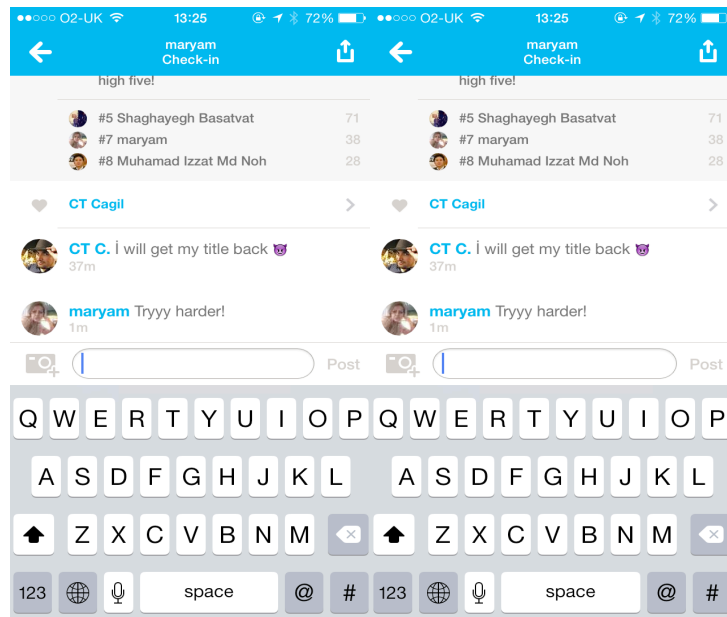 O2-UK 13:25 72%
maryam
Check-in
high five!
#5 Shaghayegh Basatvat 71
#7 maryam 38
#8 Muhamad Izzat Md Noh 28
CT Cagil
CT C. İ will get my title back 😈
37m
maryam Tryyy harder!
1m
Post
Q W E R T Y U I O P
A S D F G H J K L
Z X C V B N M
123 space @ #
O2-UK 13:25 72%
maryam
Check-in
high five!
#5 Shaghayegh Basatvat 71
#7 maryam 38
#8 Muhamad Izzat Md Noh 28
CT Cagil
CT C. İ will get my title back 😈
37m
maryam Tryyy harder!
1m
Post
Q W E R T Y U I O P
A S D F G H J K L
Z X C V B N M
123 space @ #